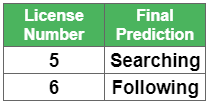 License Number Final Prediction
5 Searching
6 Following